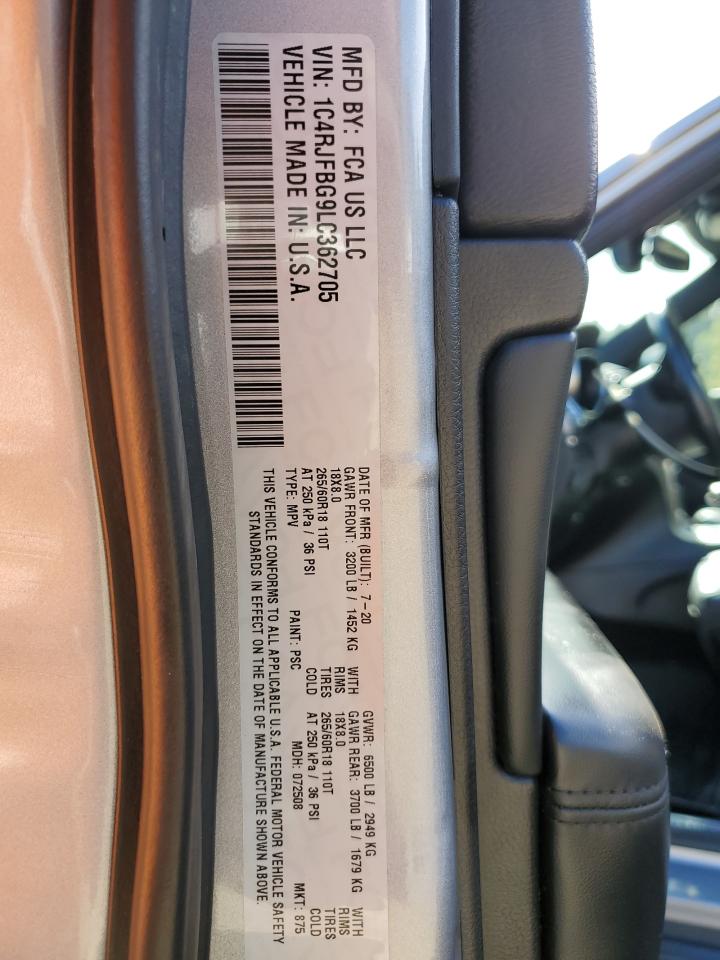 MFD BY: FCA US LLC
VIN: 1C4RJFBG9LC362705
VEHICLE MADE IN: U.S.A.
DATE OF MFR (BUILT): 7-20 GVWR: 6500 LB / 2949 KG
GAWR FRONT: 3200 LB / 1452 KG WITH GAWR REAR: 3700 LB / 1679 KG WITH
18X8.0 RIMS 18X8.0 RIMS
265/60R18 110T TIRES 265/60R18 110T TIRES
AT 250 kPa / 36 PSI COLD AT 250 kPa / 36 PSI COLD
TYPE: MPV PAINT: PSC MDH: 072508 MKT: 875
THIS VEHICLE CONFORMS TO ALL APPLICABLE U.S.A. FEDERAL MOTOR VEHICLE SAFETY
STANDARDS IN EFFECT ON THE DATE OF MANUFACTURE SHOWN ABOVE.